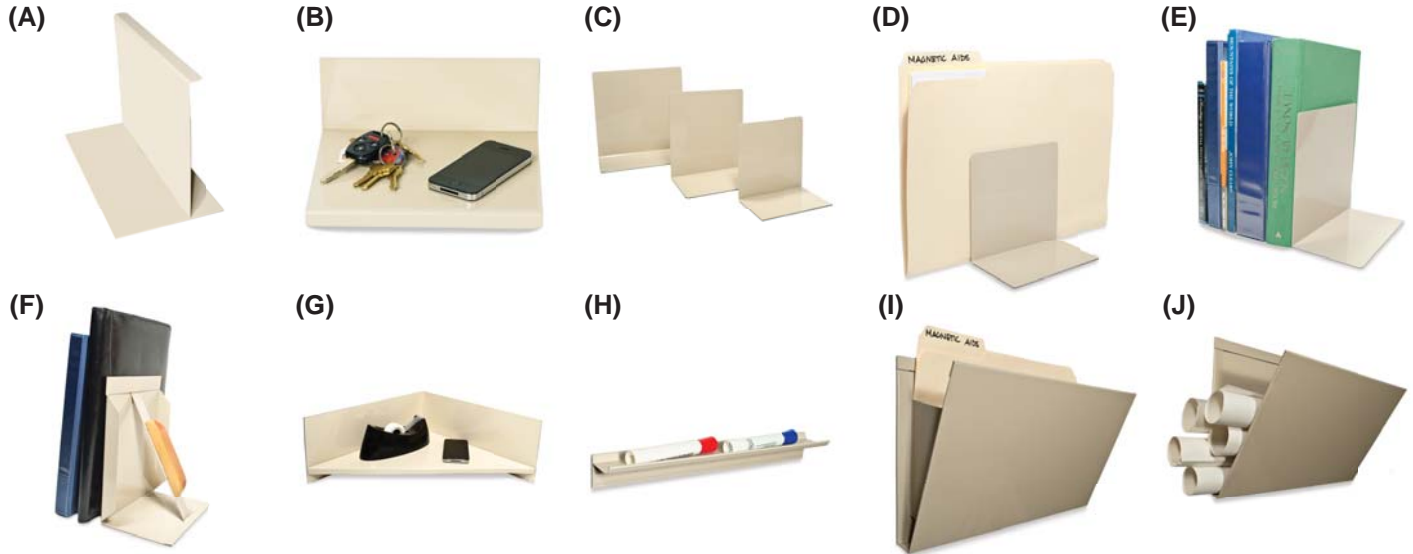 (A)
(B)
(C)
(D)
(E)
MAGNETIC AIDS
(F)
(G)
(H)
(I)
(J)
MAGNETIC AIDS